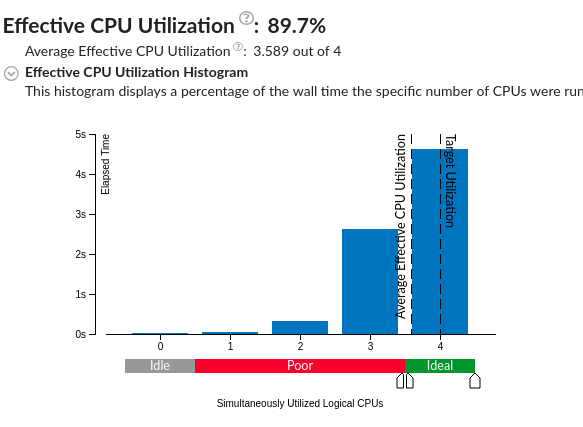 Effective CPU Utilization ?: 89.7%
Average Effective CPU Utilization ?: 3.589 out of 4
Effective CPU Utilization Histogram
This histogram displays a percentage of the wall time the specific number of CPUs were run
5s
4s
3s
2s
1s
0s
Elapsed Time
Average Effective CPU Utilization
Target Utilization
0 1 2 3 4
Idle Poor Ideal
Simultaneously Utilized Logical CPUs